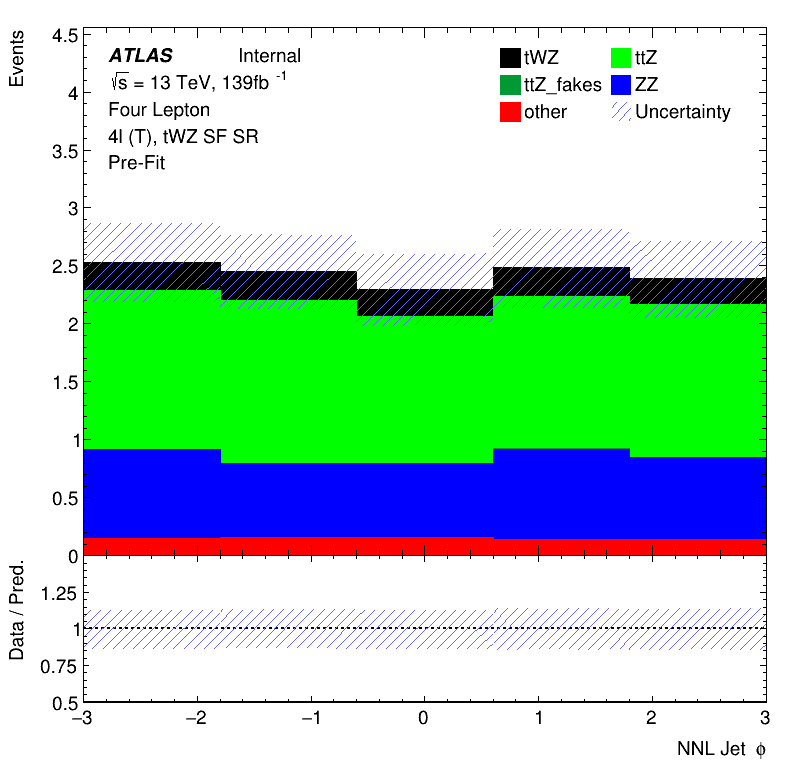 Events
4.5
4
3.5
3
2.5
2
1.5
1
0.5
0
ATLAS Internal
√s = 13 TeV, 139fb⁻¹
Four Lepton
4l (T), tWZ SF SR
Pre-Fit
tWZ ttZ
ttZ_fakes ZZ
other Uncertainty
Data / Pred.
1.25
1
0.75
0.5
−3 −2 −1 0 1 2 3
NNL Jet ϕ